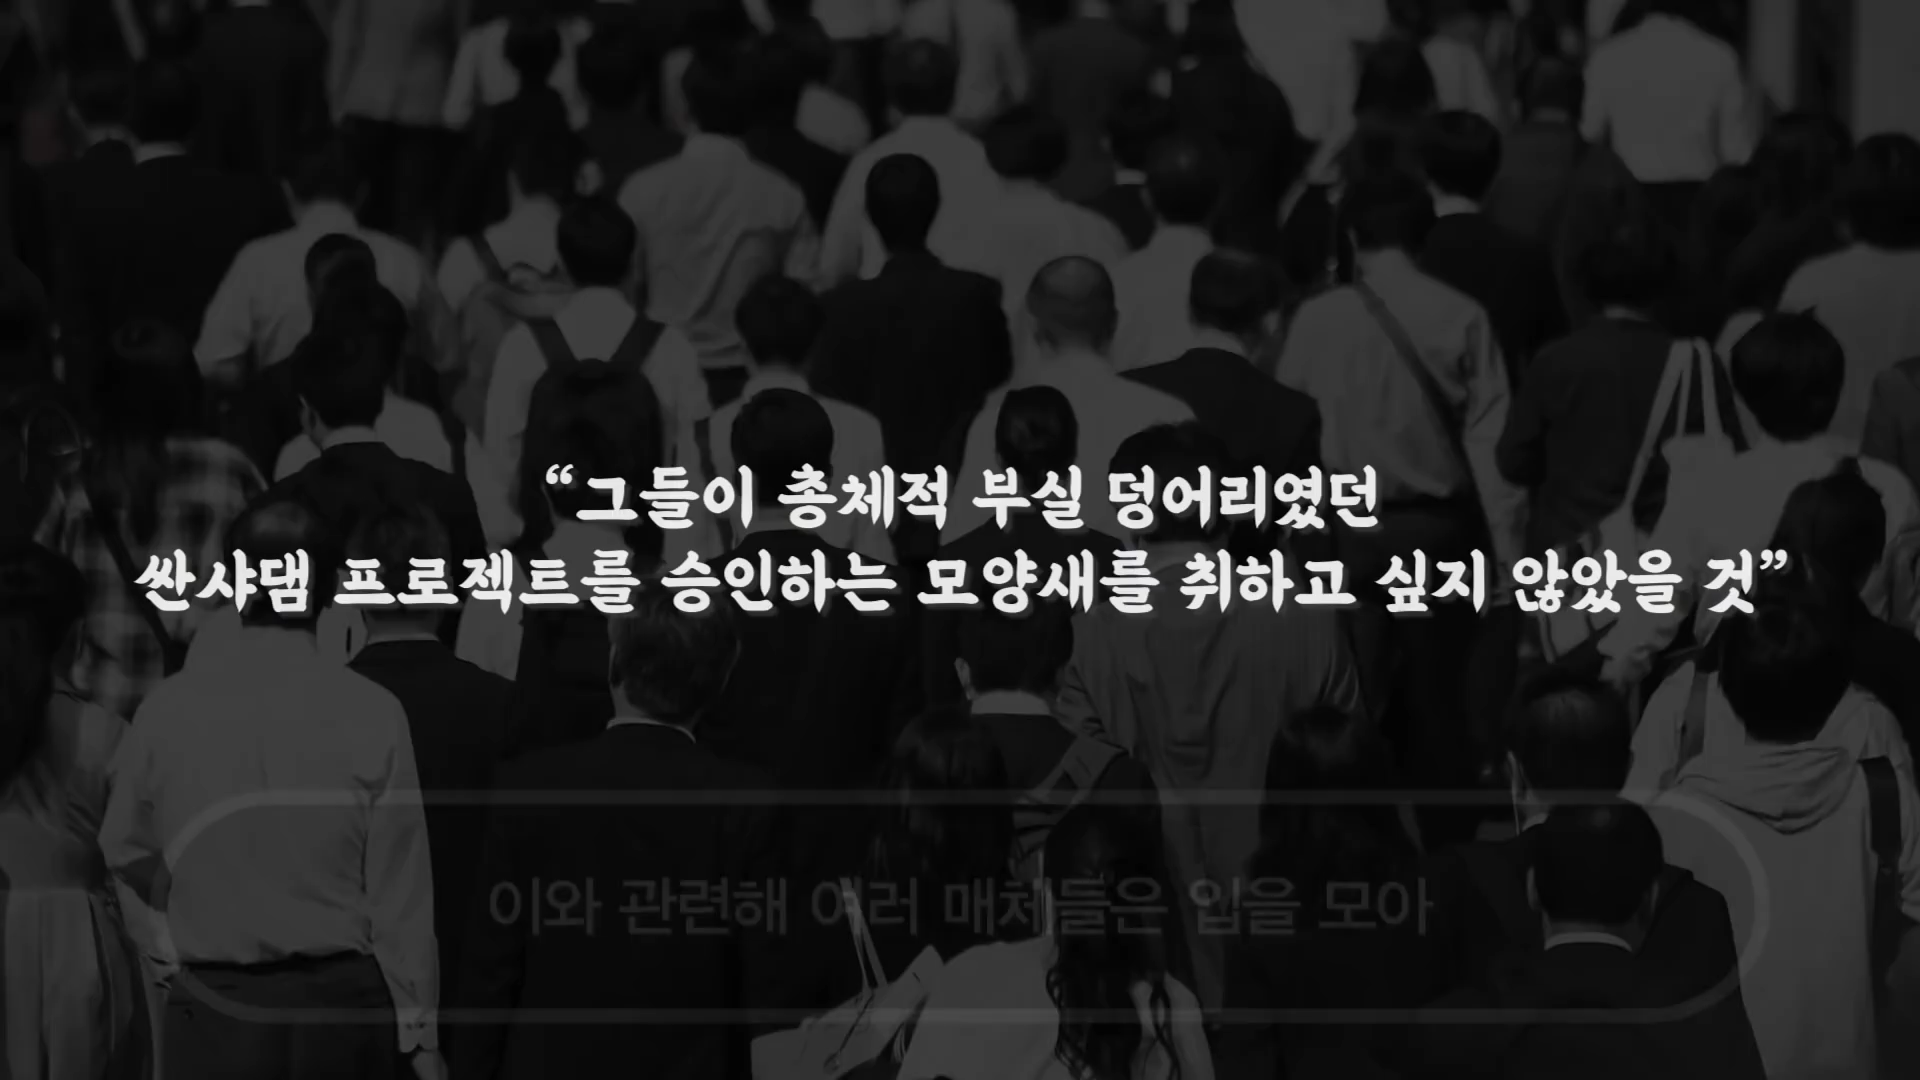 “그들이 총체적 부실 덩어리였던
싼샤댐 프로젝트를 승인하는 모양새를 취하고 싶지 않았을 것”
이와 관련해 여러 매체들은 입을 모아